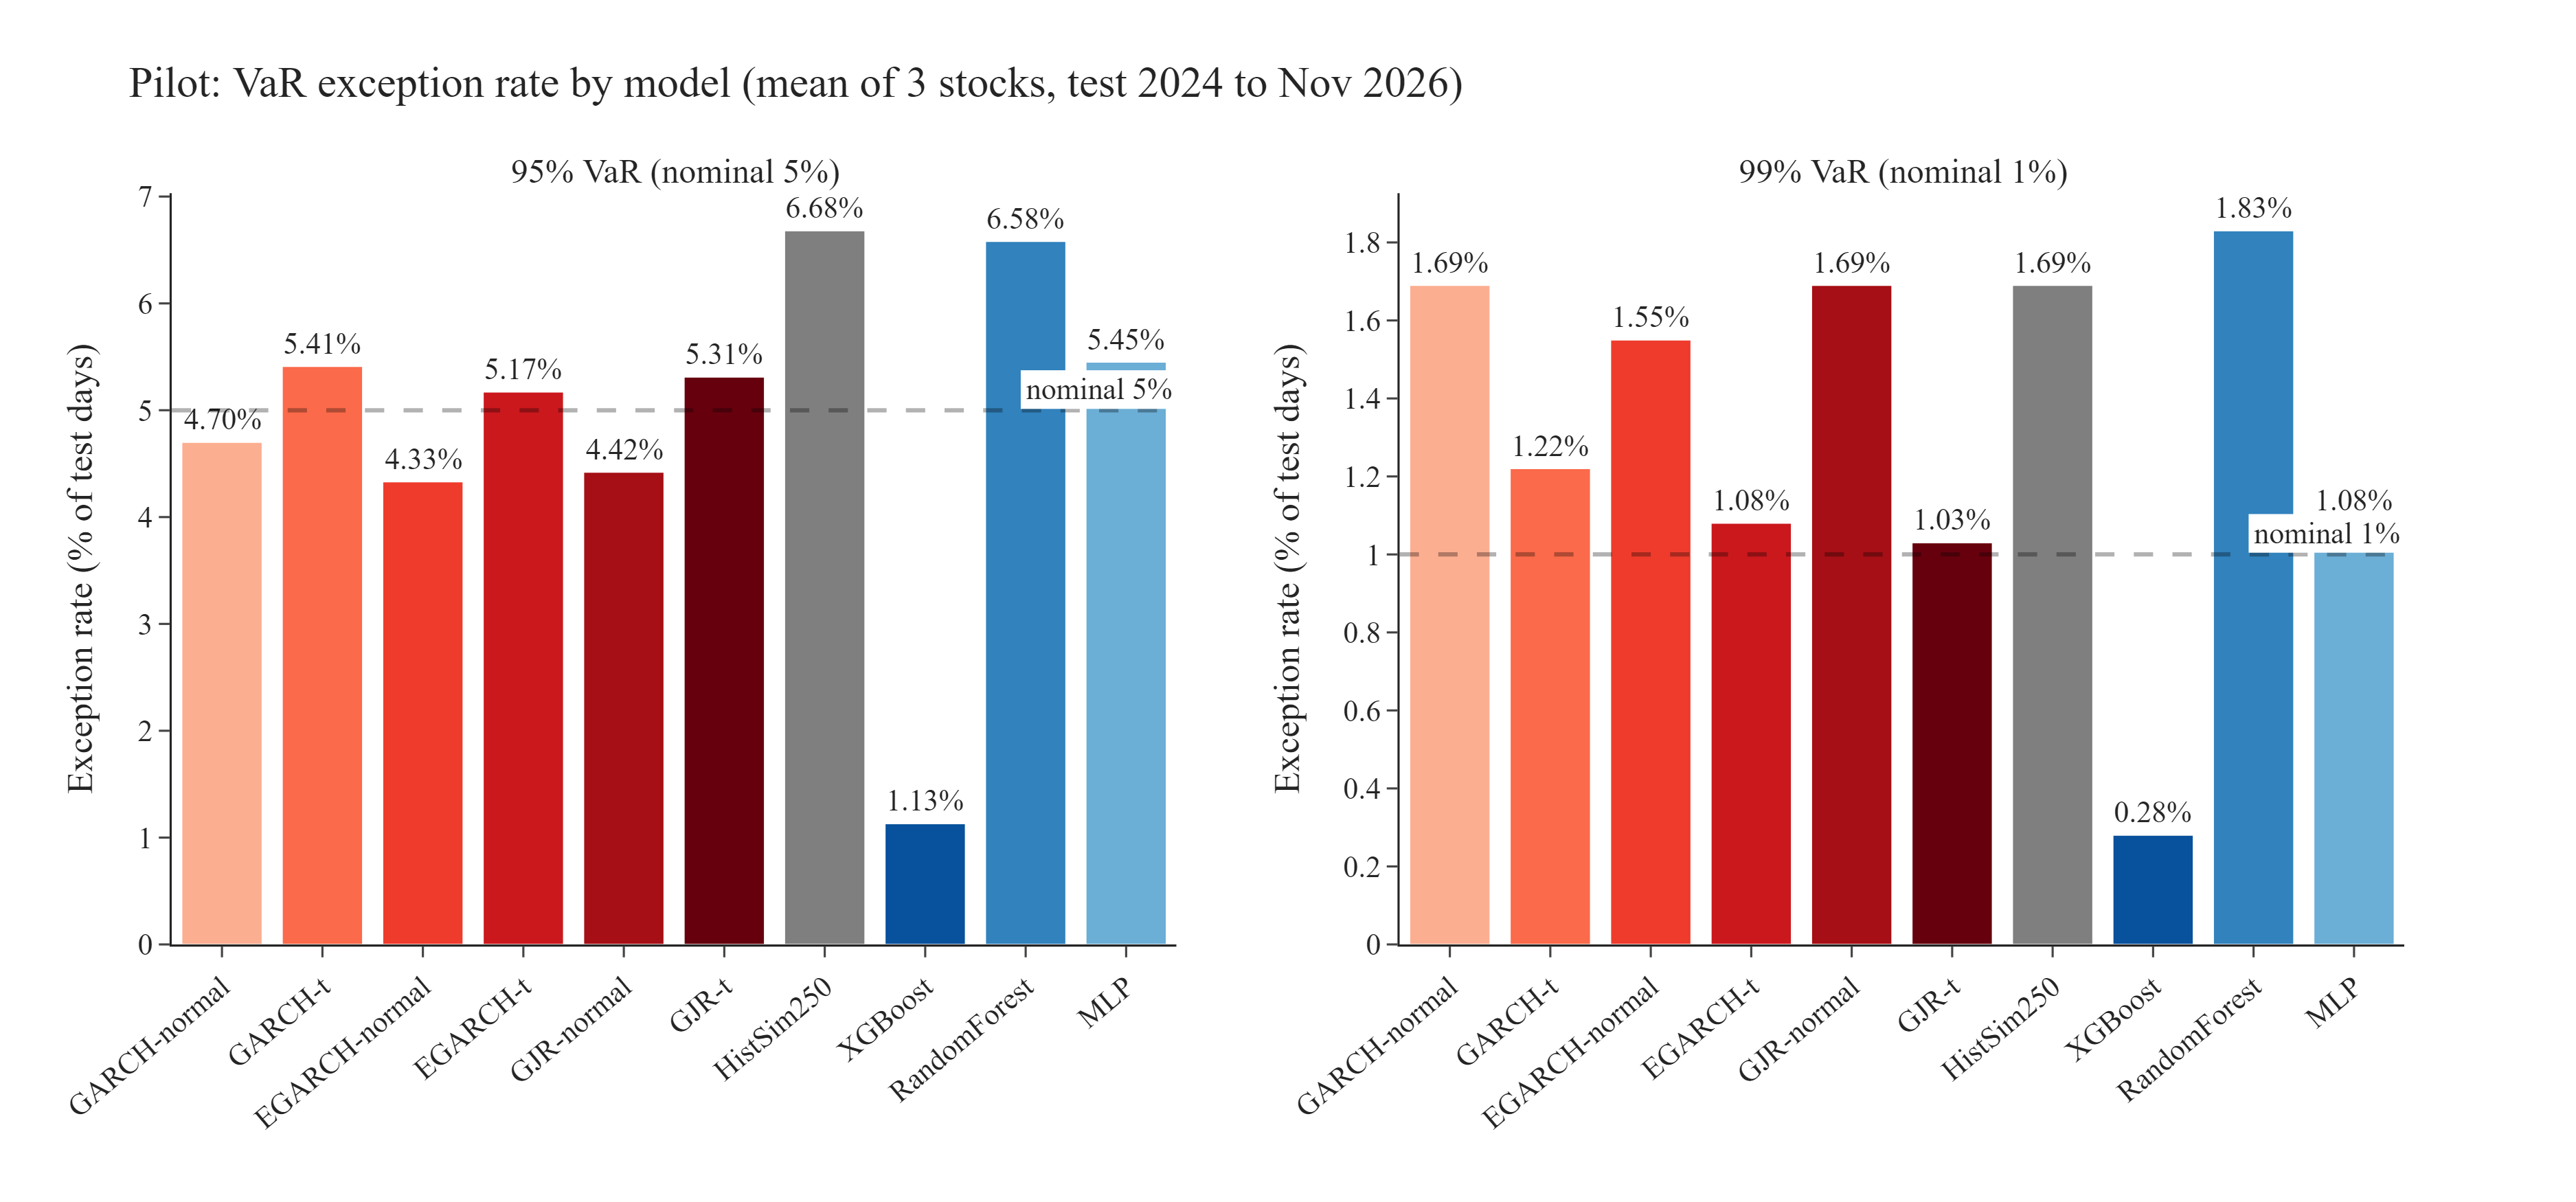 Pilot: VaR exception rate by model (mean of 3 stocks, test 2024 to Nov 2026)
95% VaR (nominal 5%)
Exception rate (% of test days)
7
6
5
4
3
2
1
0
4.70%
5.41%
4.33%
5.17%
4.42%
5.31%
6.68%
1.13%
6.58%
5.45%
nominal 5%
GARCH-normal
GARCH-t
EGARCH-normal
EGARCH-t
GJR-normal
GJR-t
HistSim250
XGBoost
RandomForest
MLP
99% VaR (nominal 1%)
Exception rate (% of test days)
1.8
1.6
1.4
1.2
1
0.8
0.6
0.4
0.2
0
1.69%
1.22%
1.55%
1.08%
1.69%
1.03%
1.69%
0.28%
1.83%
1.08%
nominal 1%
GARCH-normal
GARCH-t
EGARCH-normal
EGARCH-t
GJR-normal
GJR-t
HistSim250
XGBoost
RandomForest
MLP